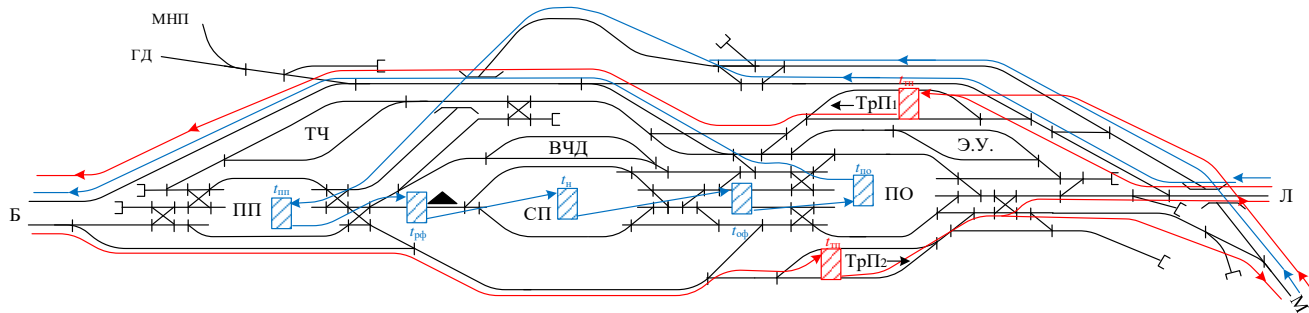 МНП
ГД
tтп
ТрП1
ТЧ
ВЧД
Э.У.
tпп
tн
tпо
Б
ПП
СП
ПО
Л
tрф
tоф
tтп
ТрП2
М